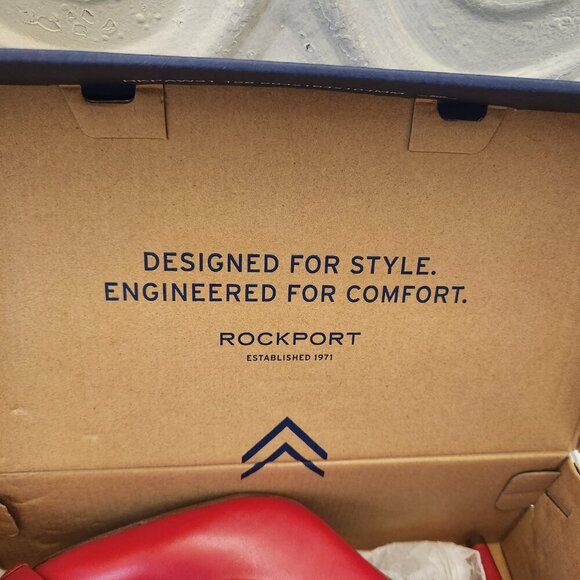 DESIGNED FOR STYLE.
ENGINEERED FOR COMFORT.
ROCKPORT
ESTABLISHED 1971